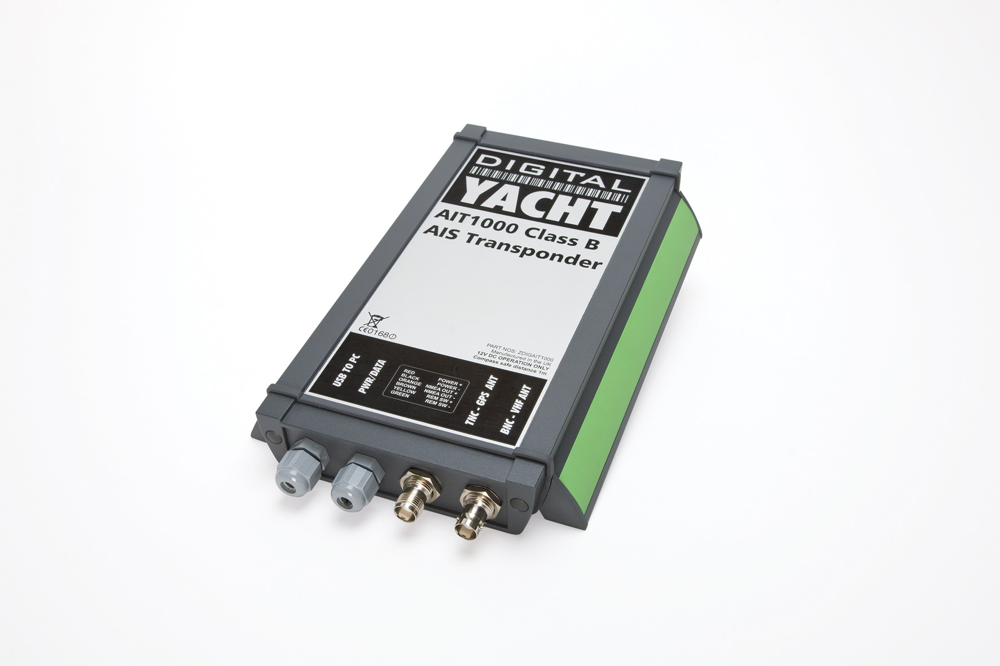 DIGITAL
YACHT
AIT1000 Class B
AIS Transponder
CE0168
PART NOS: ZDIGAIT1000
Manufactured in the UK
12V DC OPERATION ONLY
Compass safe distance 1m
USB TO PC
PWR/DATA
RED POWER +
BLACK POWER -
ORANGE NMEA OUT +
BROWN NMEA OUT -
YELLOW REM SW +
GREEN REM SW -
TNC - GPS ANT
BNC - VHF ANT